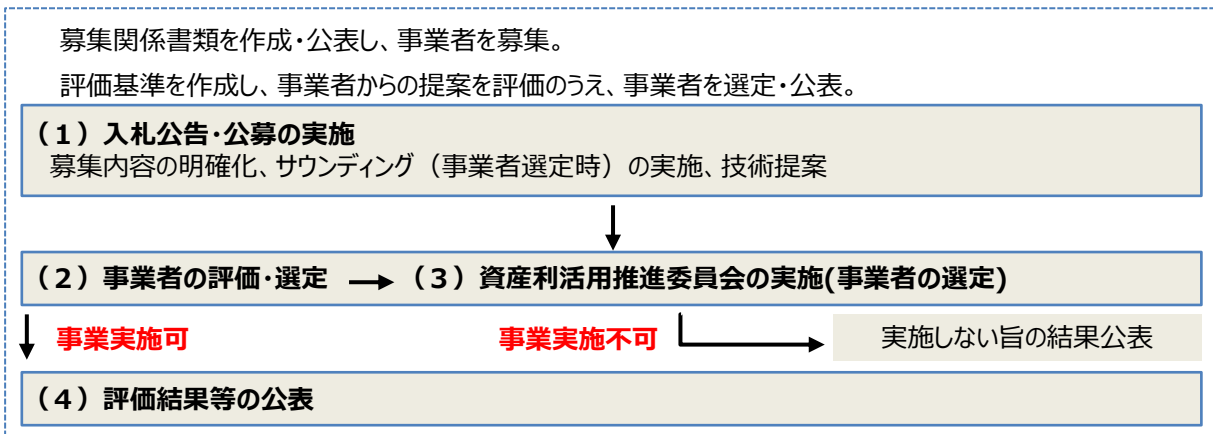 募集関係書類を作成・公表し、事業者を募集。
評価基準を作成し、事業者からの提案を評価のうえ、事業者を選定・公表。
（１）入札公告・公募の実施
募集内容の明確化、サウンディング（事業者選定時）の実施、技術提案
（２）事業者の評価・選定 → （３）資産利活用推進委員会の実施(事業者の選定)
事業実施可 事業実施不可 実施しない旨の結果公表
（４）評価結果等の公表